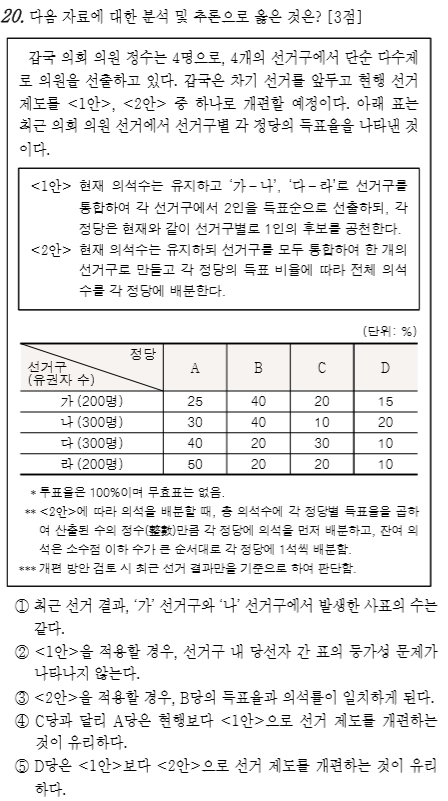 20. 다음 자료에 대한 분석 및 추론으로 옳은 것은? [3점]
갑국 의회 의원 정수는 4명으로, 4개의 선거구에서 단순 다수제
로 의원을 선출하고 있다. 갑국은 차기 선거를 앞두고 현행 선거
제도를 <1안>, <2안> 중 하나로 개편할 예정이다. 아래 표는
최근 의회 의원 선거에서 선거구별 각 정당의 득표율을 나타낸 것
이다.
<1안> 현재 의석수는 유지하고 ‘가 – 나’, ‘다 – 라’로 선거구를
통합하여 각 선거구에서 2인을 득표순으로 선출하되, 각
정당은 현재와 같이 선거구별로 1인의 후보를 공천한다.
<2안> 현재 의석수는 유지하되 선거구를 모두 통합하여 한 개의
선거구로 만들고 각 정당의 득표 비율에 따라 전체 의석
수를 각 정당에 배분한다.
(단위: %)
정당
선거구
(유권자 수) A B C D
가 (200명) 25 40 20 15
나 (300명) 30 40 10 20
다 (300명) 40 20 30 10
라 (200명) 50 20 20 10
* 투표율은 100%이며 무효표는 없음.
** <2안>에 따라 의석을 배분할 때, 총 의석수에 각 정당별 득표율을 곱하
여 산출된 수의 정수(整數)만큼 각 정당에 의석을 먼저 배분하고, 잔여 의
석은 소수점 이하 수가 큰 순서대로 각 정당에 1석씩 배분함.
*** 개편 방안 검토 시 최근 선거 결과만을 기준으로 하여 판단함.
① 최근 선거 결과, ‘가’ 선거구와 ‘나’ 선거구에서 발생한 사표의 수는
같다.
② <1안>을 적용할 경우, 선거구 내 당선자 간 표의 등가성 문제가
나타나지 않는다.
③ <2안>을 적용할 경우, B당의 득표율과 의석률이 일치하게 된다.
④ C당과 달리 A당은 현행보다 <1안>으로 선거 제도를 개편하는
것이 유리하다.
⑤ D당은 <1안>보다 <2안>으로 선거 제도를 개편하는 것이 유리
하다.